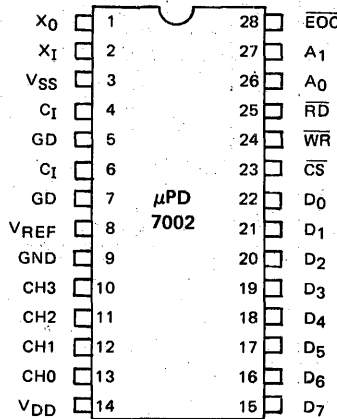 X0 1 28 EOC
XI 2 27 A1
VSS 3 26 A0
CI 4 25 RD
GD 5 24 WR
CI 6 23 CS
GD 7 22 D0
µPD
7002
VREF 8 21 D1
GND 9 20 D2
CH3 10 19 D3
CH2 11 18 D4
CH1 12 17 D5
CH0 13 16 D6
VDD 14 15 D7